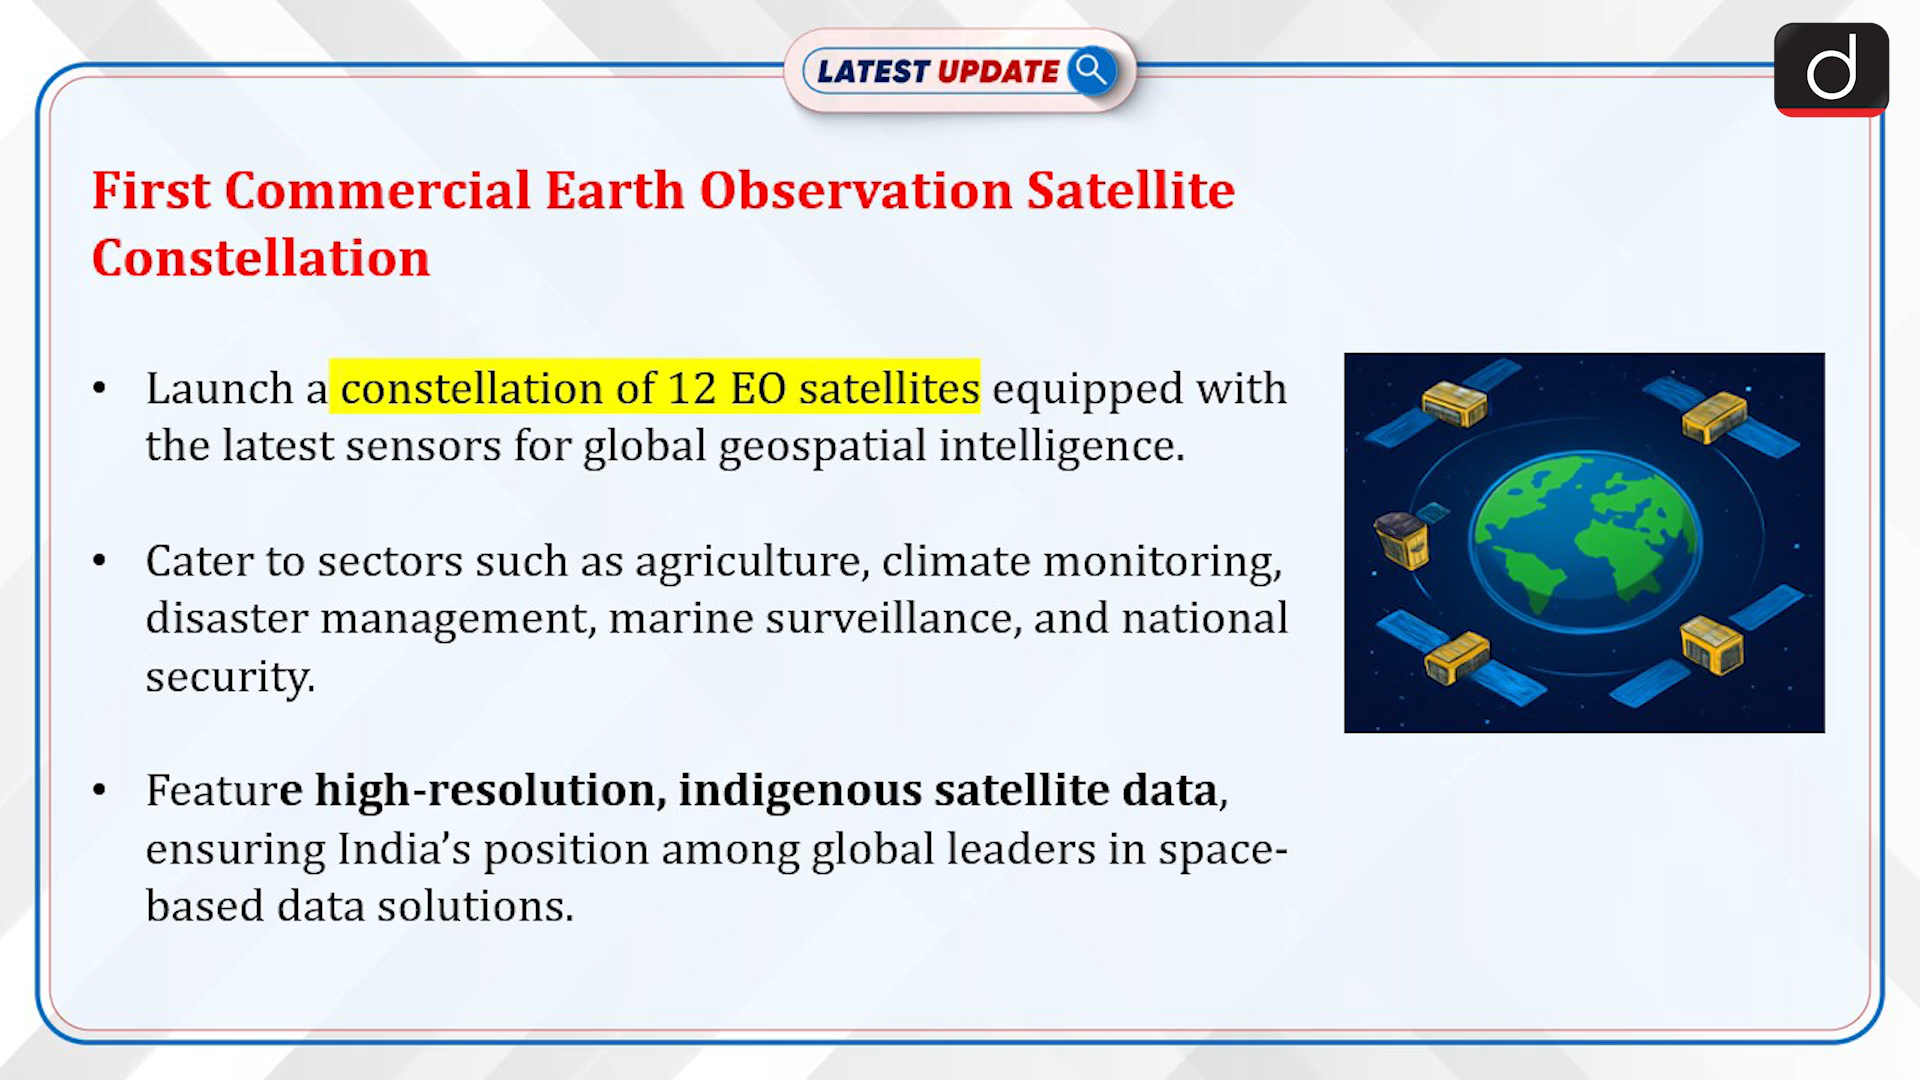 LATEST UPDATE
d
First Commercial Earth Observation Satellite
Constellation
• Launch a constellation of 12 EO satellites equipped with
the latest sensors for global geospatial intelligence.
• Cater to sectors such as agriculture, climate monitoring,
disaster management, marine surveillance, and national
security.
• Feature high-resolution, indigenous satellite data,
ensuring India’s position among global leaders in space-
based data solutions.